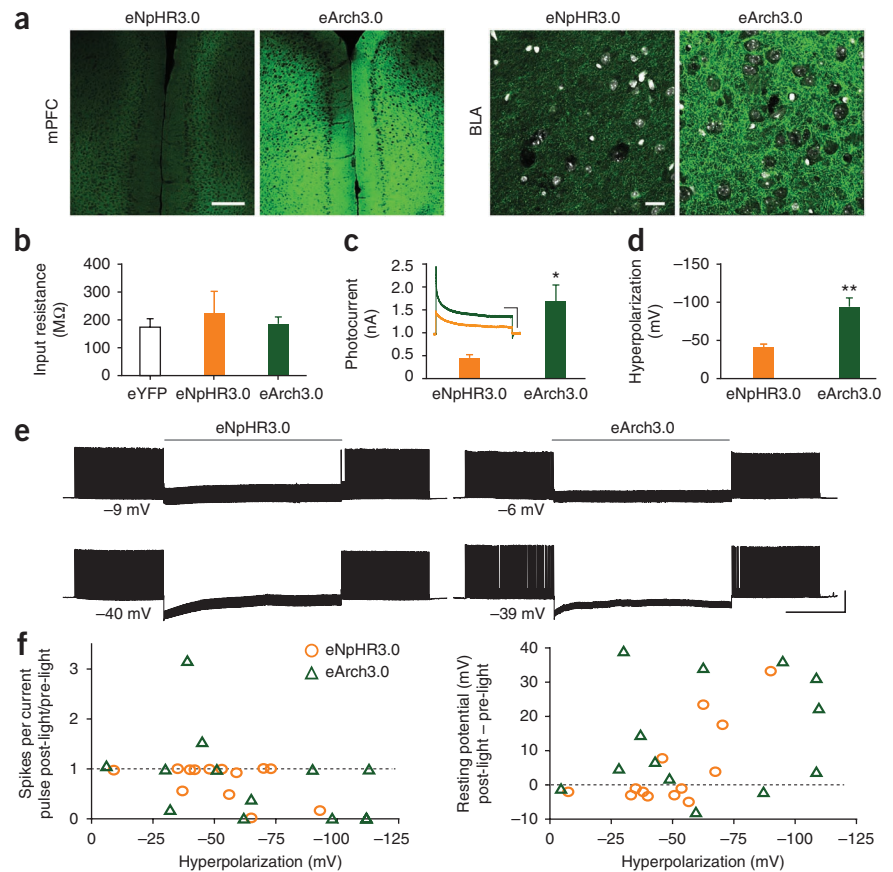 a
eNpHR3.0
eArch3.0
eNpHR3.0
eArch3.0
mPFC
BLA
b
c
d
Input resistance
(MΩ)
400
300
200
100
0
eYFP eNpHR3.0 eArch3.0
Photocurrent
(nA)
2.5
2.0
1.5
1.0
0.5
0
*
eNpHR3.0 eArch3.0
Hyperpolarization
(mV)
−150
−100
−50
0
**
eNpHR3.0 eArch3.0
e
eNpHR3.0
eArch3.0
−9 mV
−6 mV
−40 mV
−39 mV
f
Spikes per current
pulse post-light/pre-light
3
2
1
0
eNpHR3.0
eArch3.0
0 −25 −50 −75 −100 −125
Hyperpolarization (mV)
Resting potential (mV)
post-light – pre-light
40
30
20
10
0
−10
0 −25 −50 −75 −100 −125
Hyperpolarization (mV)